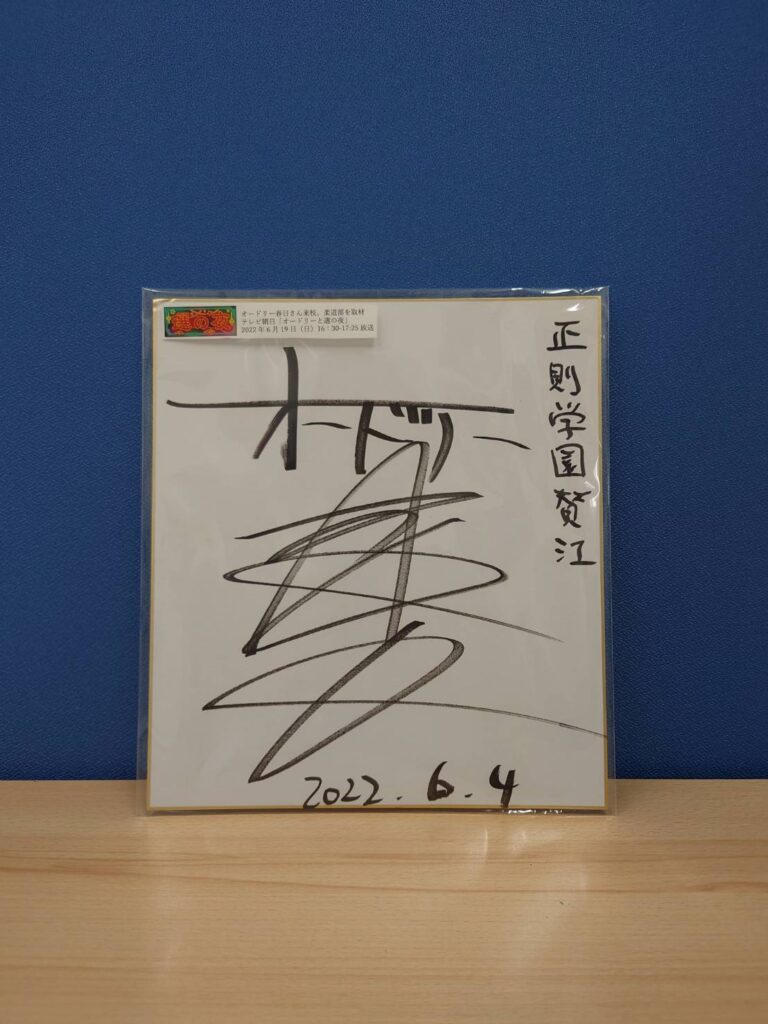 オードリー春日さん来校、柔道部を取材
テレビ朝日「オードリーと選の夜」
2022年6月19日（日）16：30-17:25放送
正則学園賛江
オードリー
2022.6.4